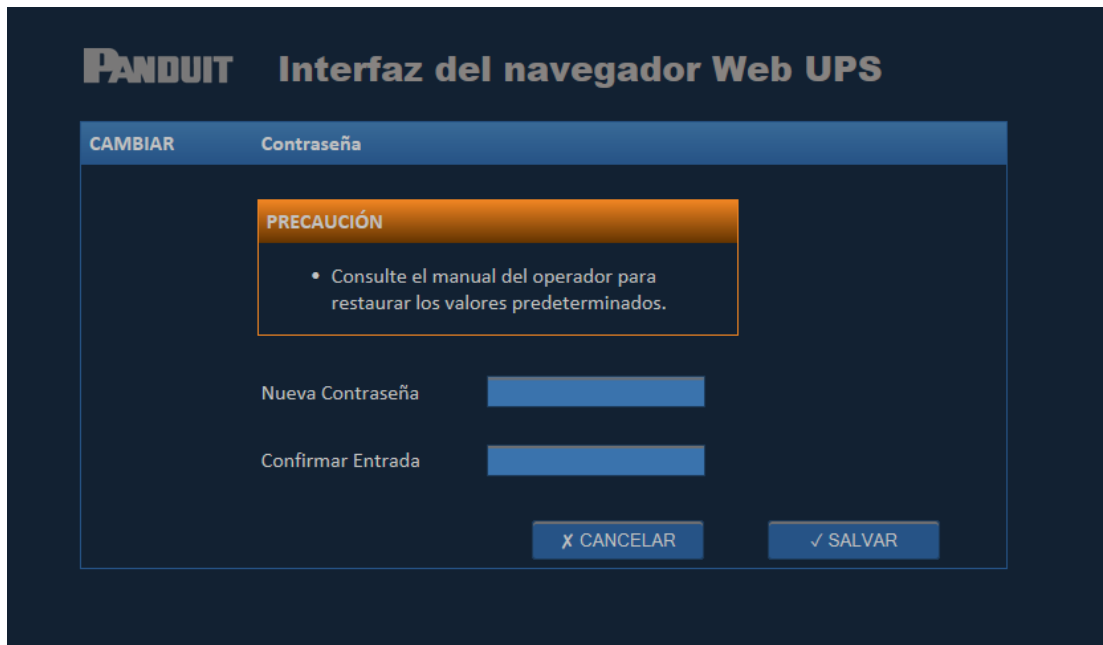 PANDUIT Interfaz del navegador Web UPS
CAMBIAR Contraseña
PRECAUCIÓN
• Consulte el manual del operador para
restaurar los valores predeterminados.
Nueva Contraseña
Confirmar Entrada
✗ CANCELAR ✓ SALVAR